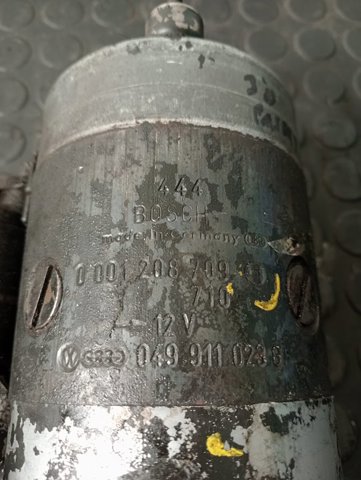 444
BOSCH
made in Germany
0 001 208 709
710
12 V
049 911 023